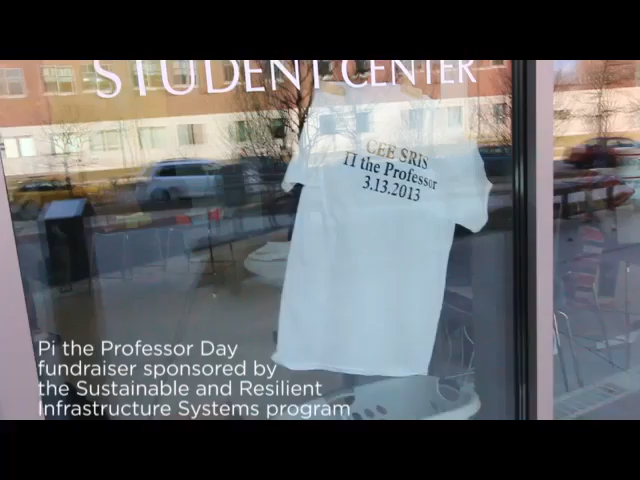 STUDENT CENTER
CEE SRIS
Π the Professor
3.13.2013
Pi the Professor Day
fundraiser sponsored by
the Sustainable and Resilient
Infrastructure Systems program